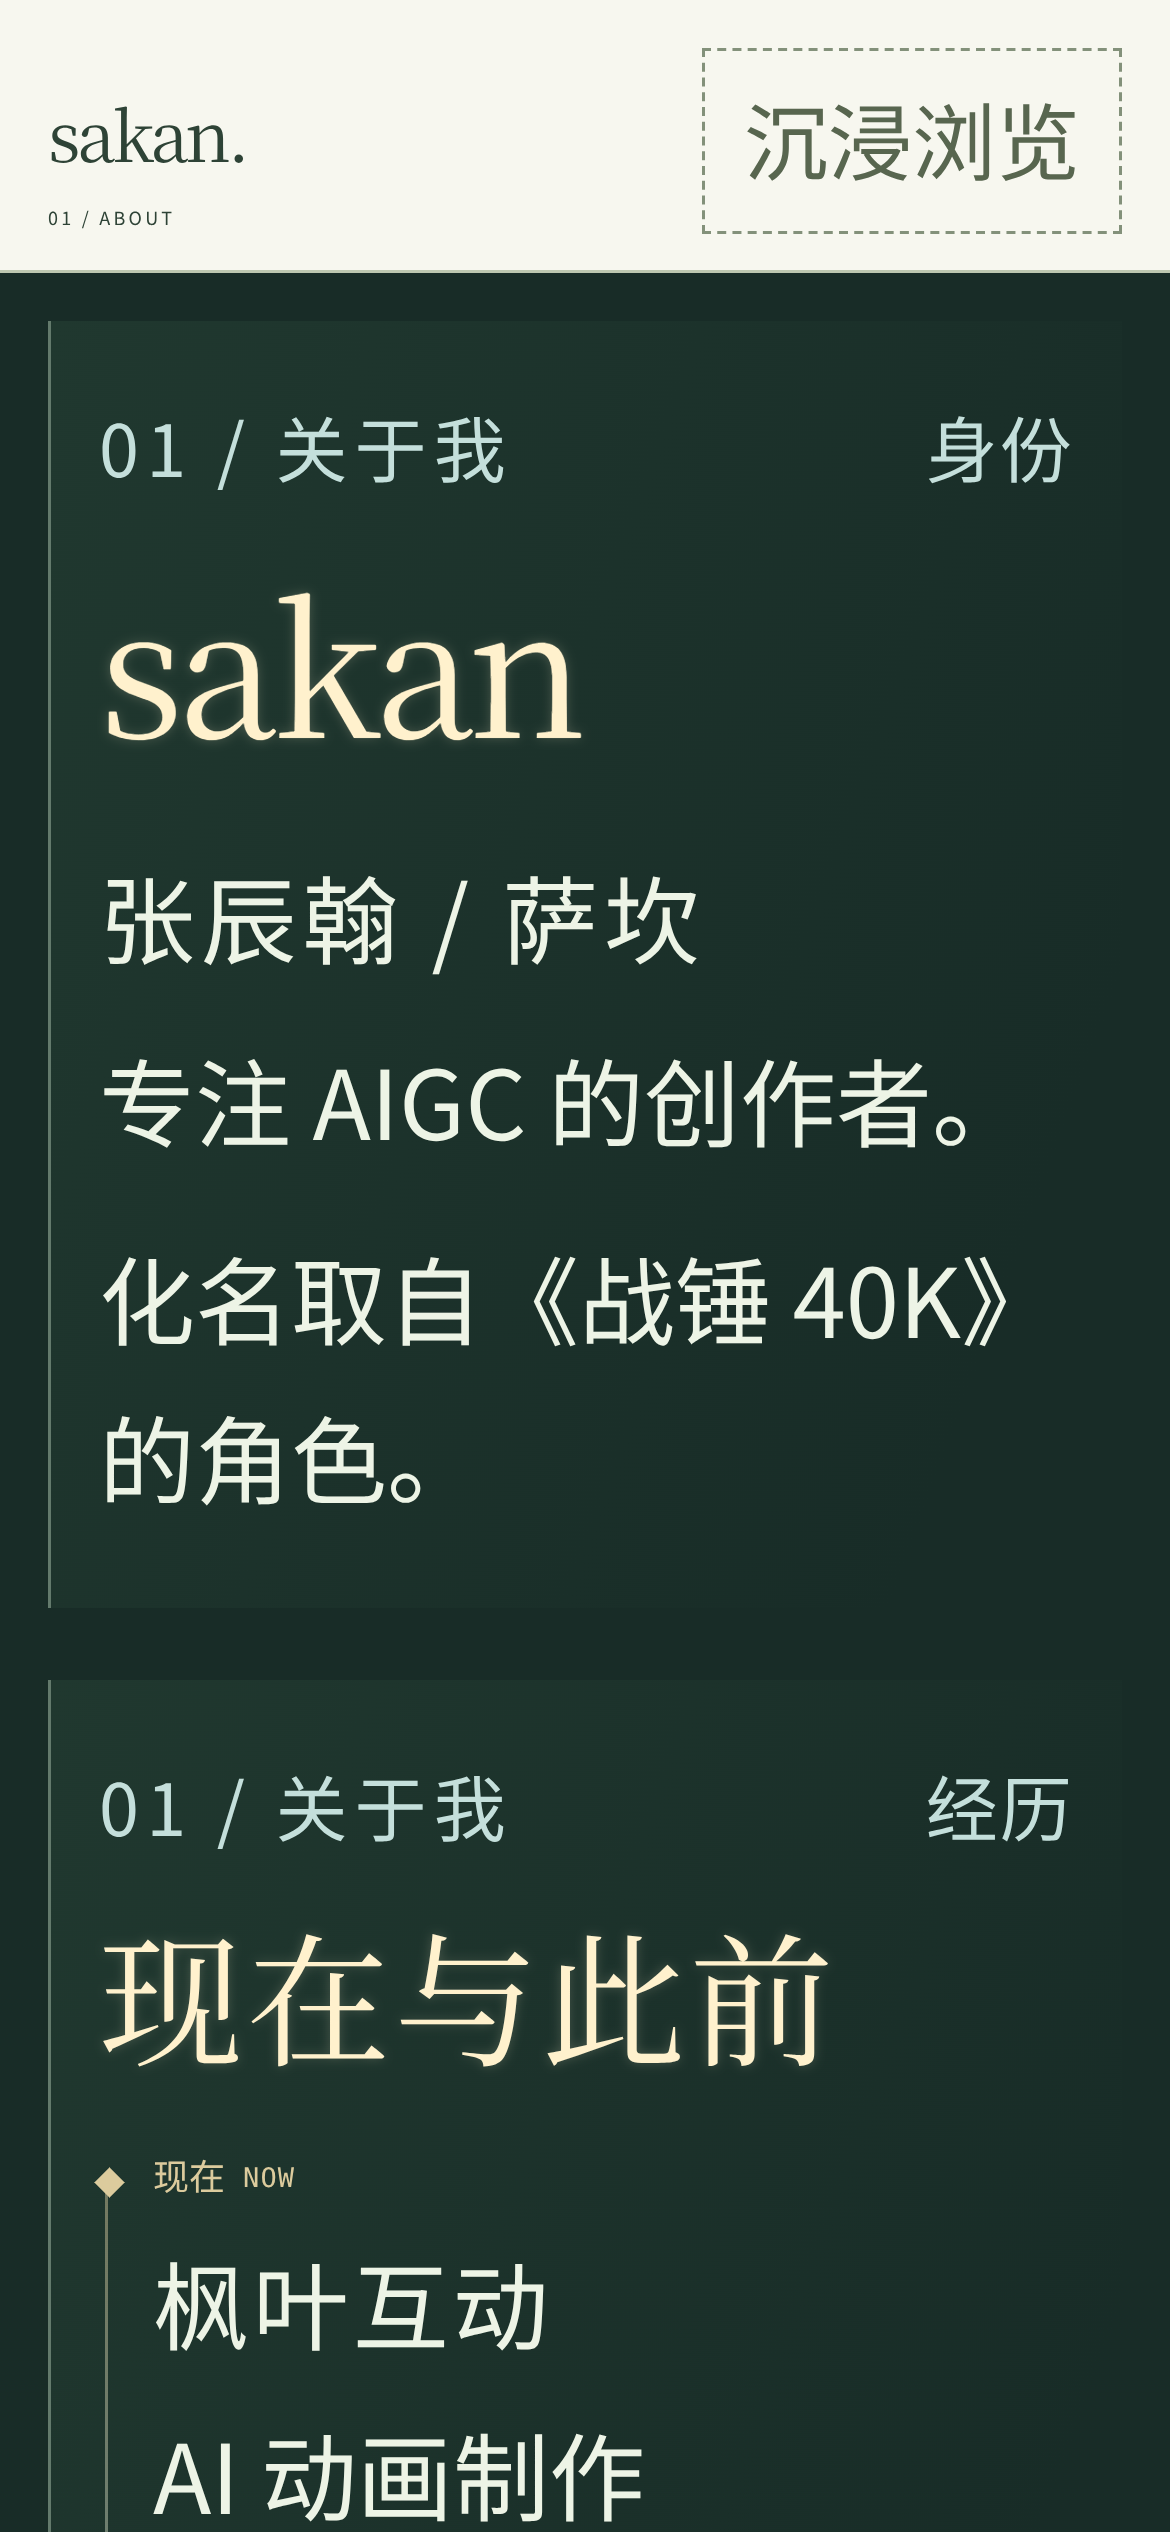 sakan.
沉浸浏览
01 / ABOUT
01 / 关于我
身份
sakan
张辰翰 / 萨坎
专注 AIGC 的创作者。
化名取自《战锤 40K》
的角色。
01 / 关于我
经历
现在与此前
现在 NOW
枫叶互动
AI 动画制作